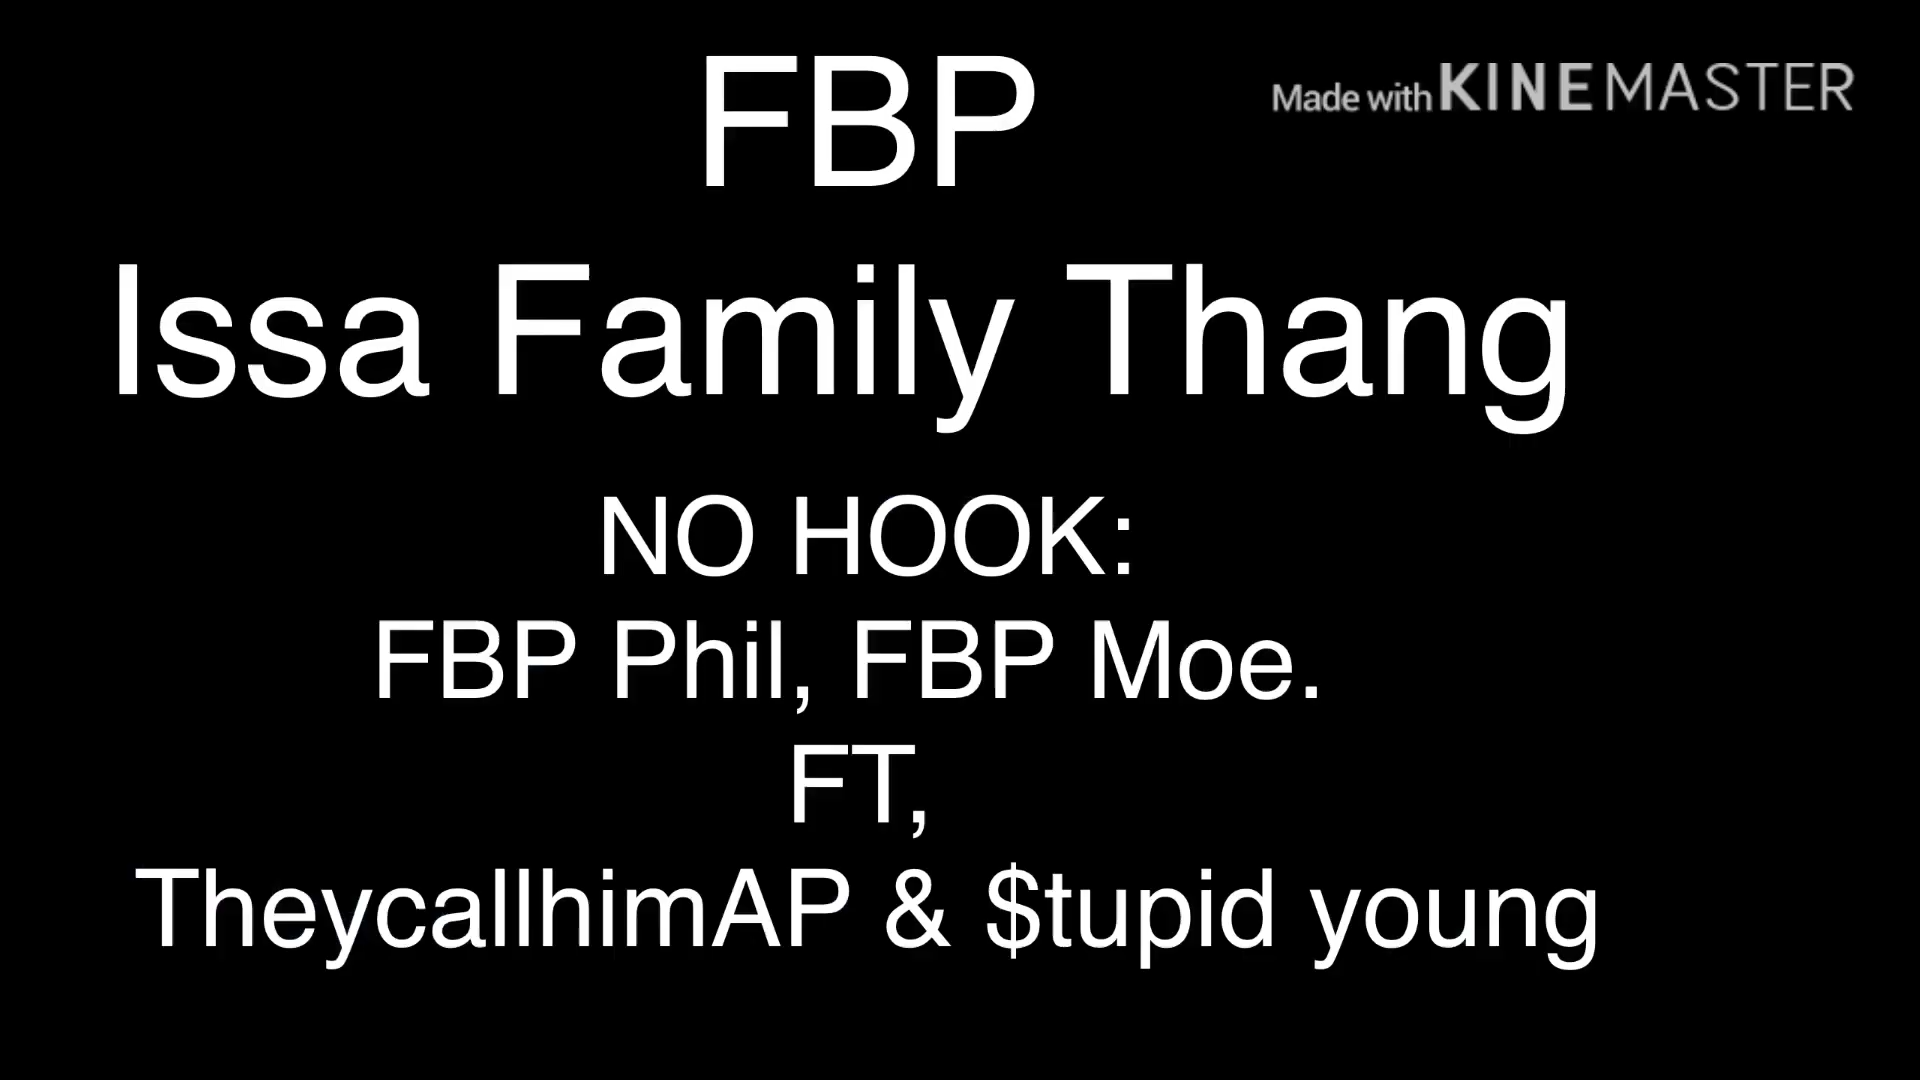 FBP
Made with KINEMASTER
Issa Family Thang
NO HOOK:
FBP Phil, FBP Moe.
FT,
TheycallhimAP & $tupid young